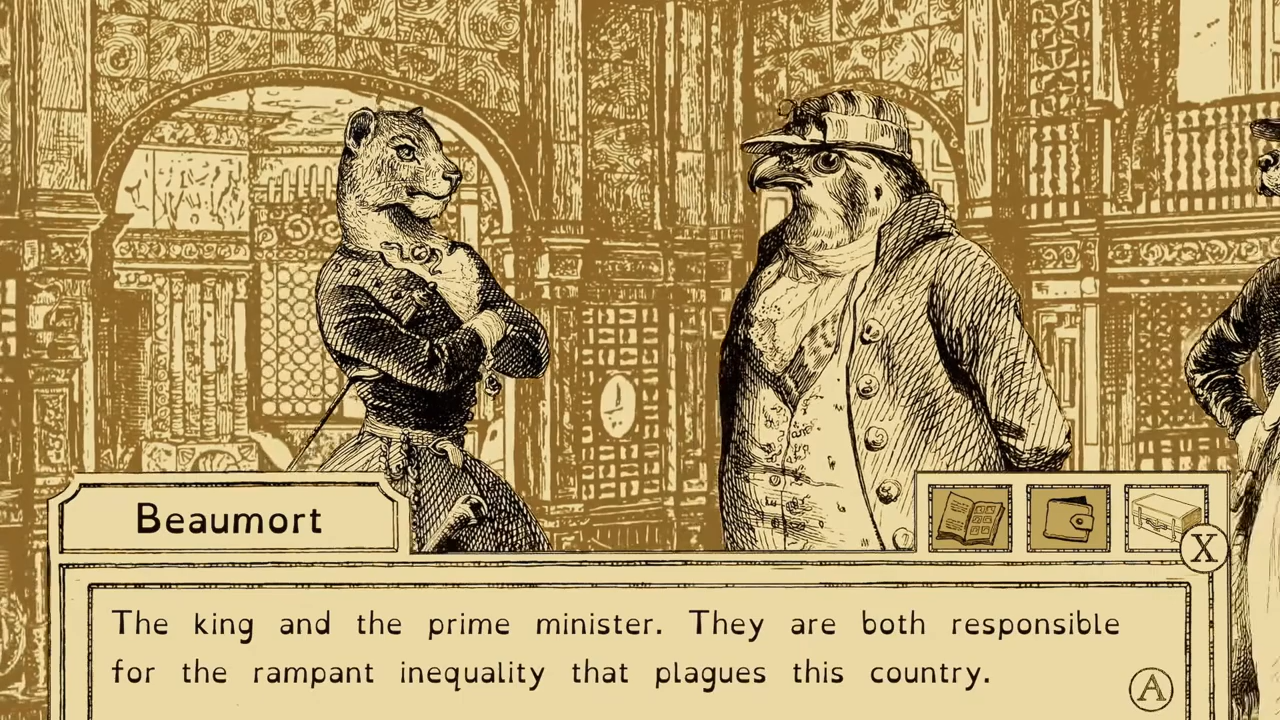 Beaumort
X
The king and the prime minister. They are both responsible
for the rampant inequality that plagues this country.
A